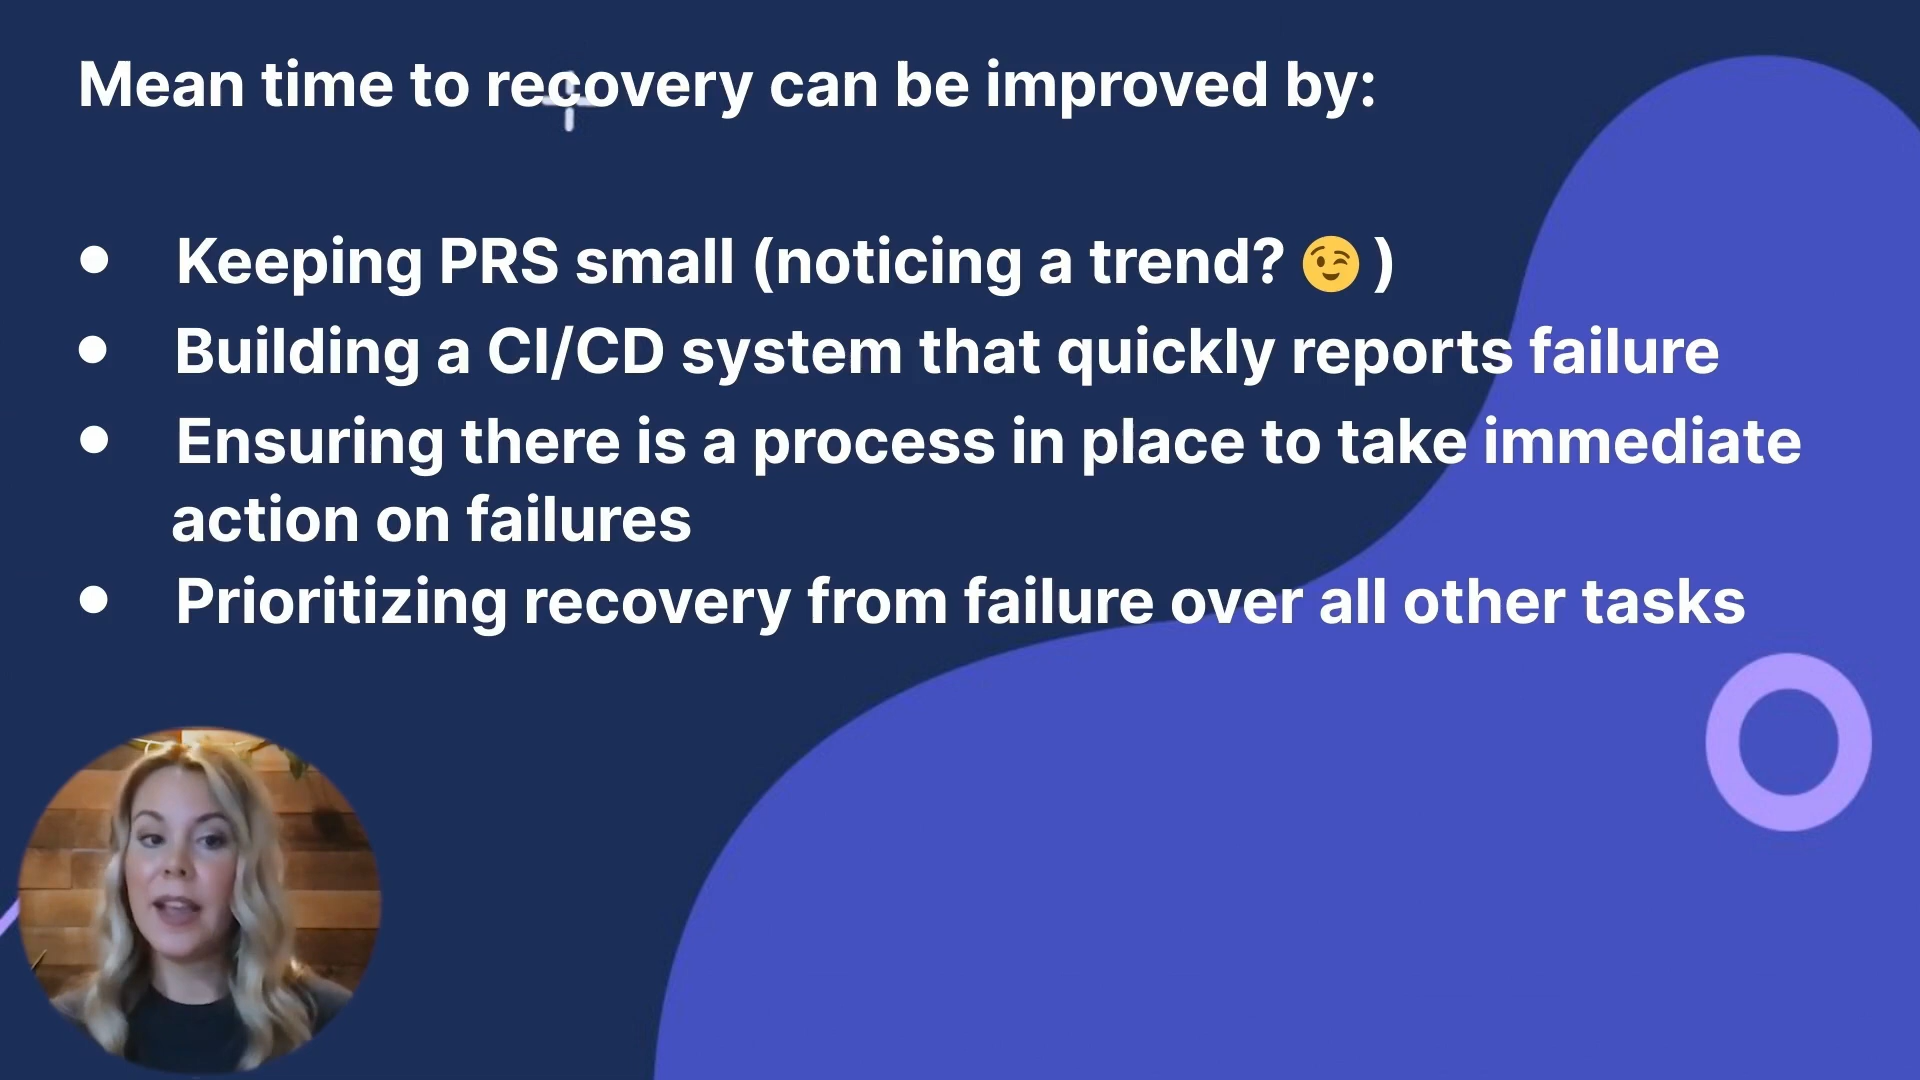 Mean time to recovery can be improved by:
● Keeping PRS small (noticing a trend? 😉 )
● Building a CI/CD system that quickly reports failure
● Ensuring there is a process in place to take immediate
action on failures
● Prioritizing recovery from failure over all other tasks